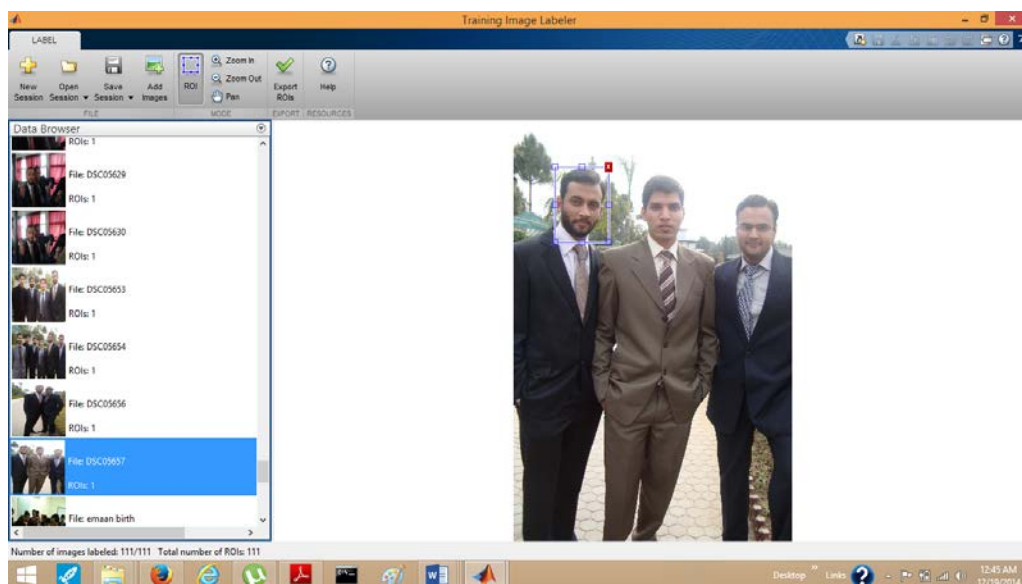 Training Image Labeler
LABEL
New Session
Open Session
Save Session
Add Images
ROI
Zoom In
Zoom Out
Pan
Export ROIs
Help
FILE
MODE
EXPORT
RESOURCES
Data Browser
ROIs: 1
File: DSC05629
ROIs: 1
File: DSC05630
ROIs: 1
File: DSC05653
ROIs: 1
File: DSC05654
ROIs: 1
File: DSC05656
ROIs: 1
File: DSC05657
ROIs: 1
File: emaan birth
Number of images labeled: 111/111 Total number of ROIs: 111
Desktop
Links
12:45 AM